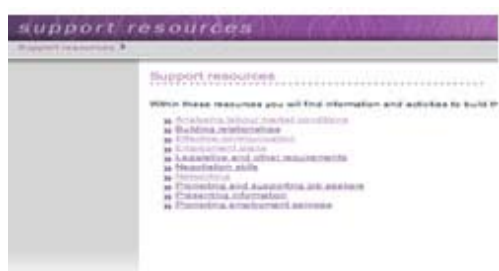 support resources
Support resources
Support resources
Within these resources you will find information and activities to build th
Analysing labour market conditions
Building relationships
Effective communication
Employment plans
Legislative and other requirements
Negotiation skills
Networking
Promoting and supporting job seekers
Presenting information
Promoting employment services